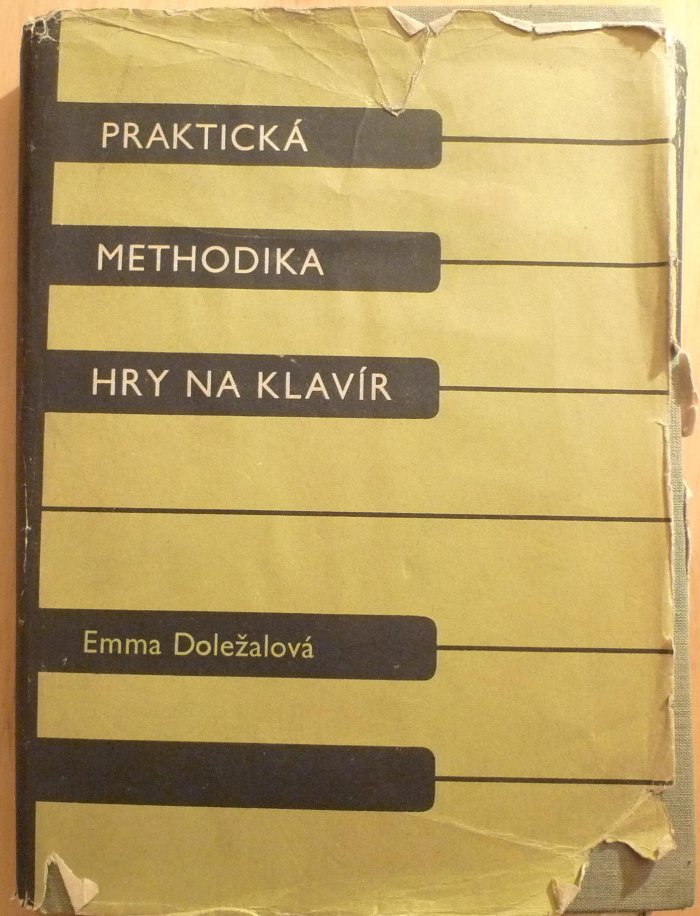 PRAKTICKÁ
METHODIKA
HRY NA KLAVÍR
Emma Doležalová